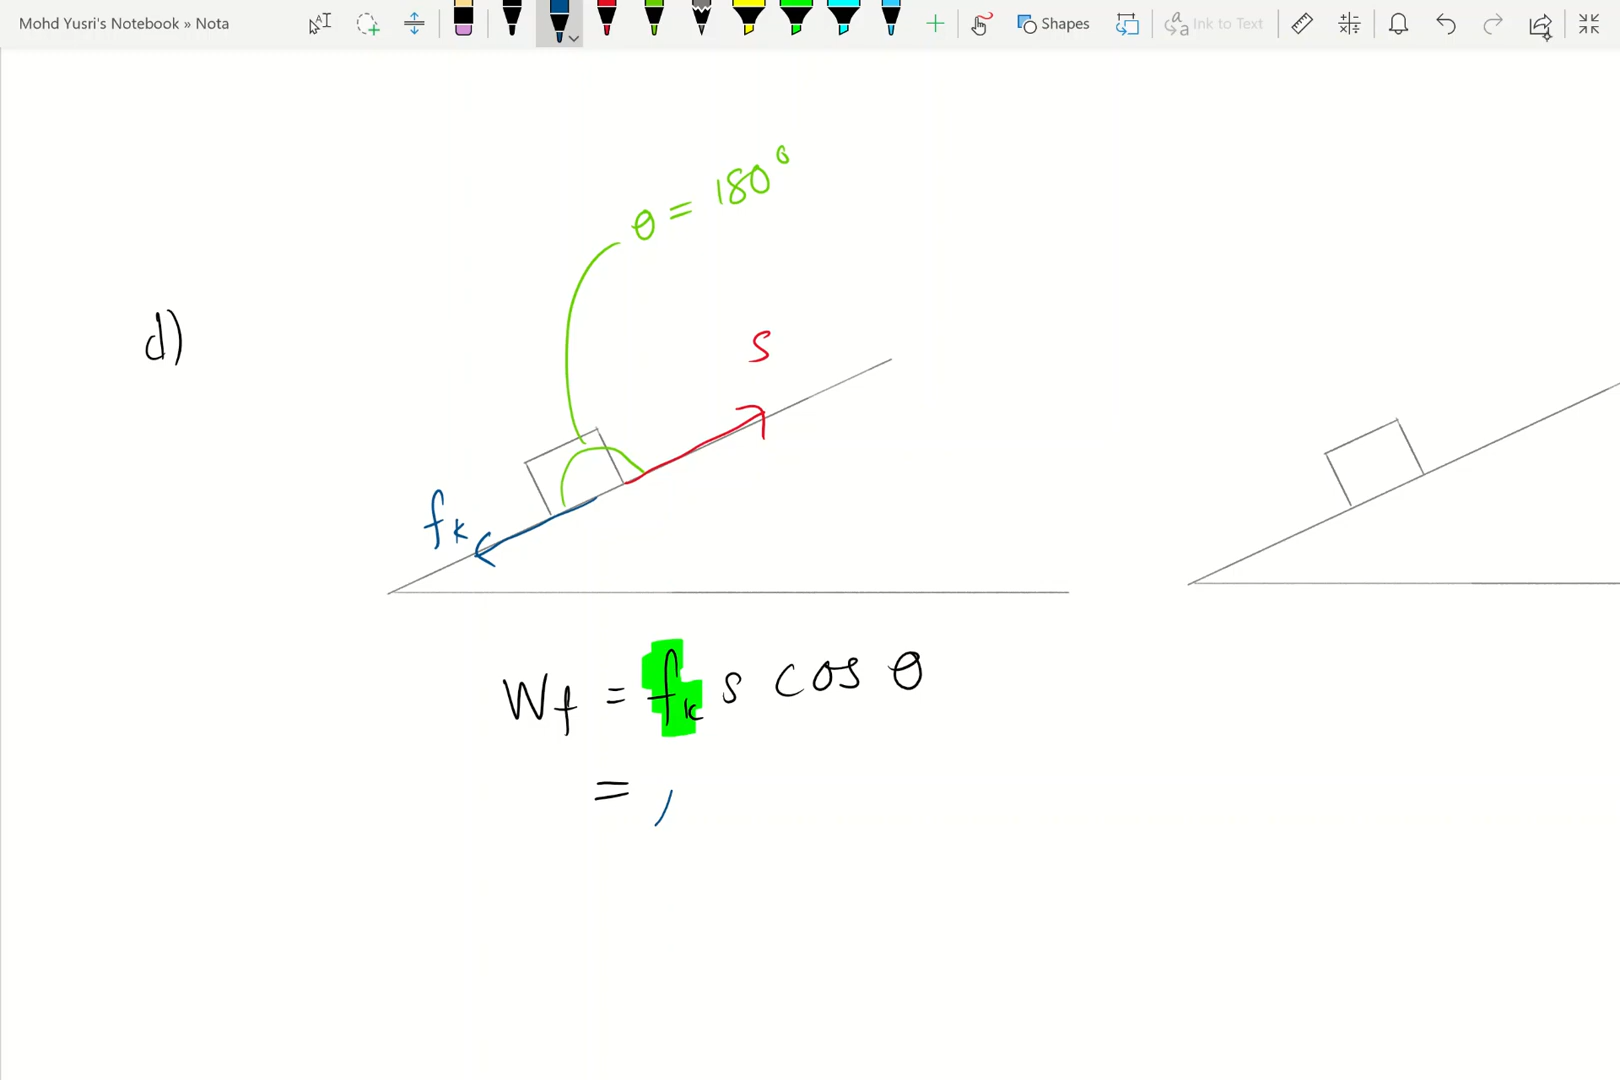 Mohd Yusri's Notebook » Nota
Shapes
Ink to Text
θ = 180°
d)
s
fk
Wf = fk s cos θ
= ,